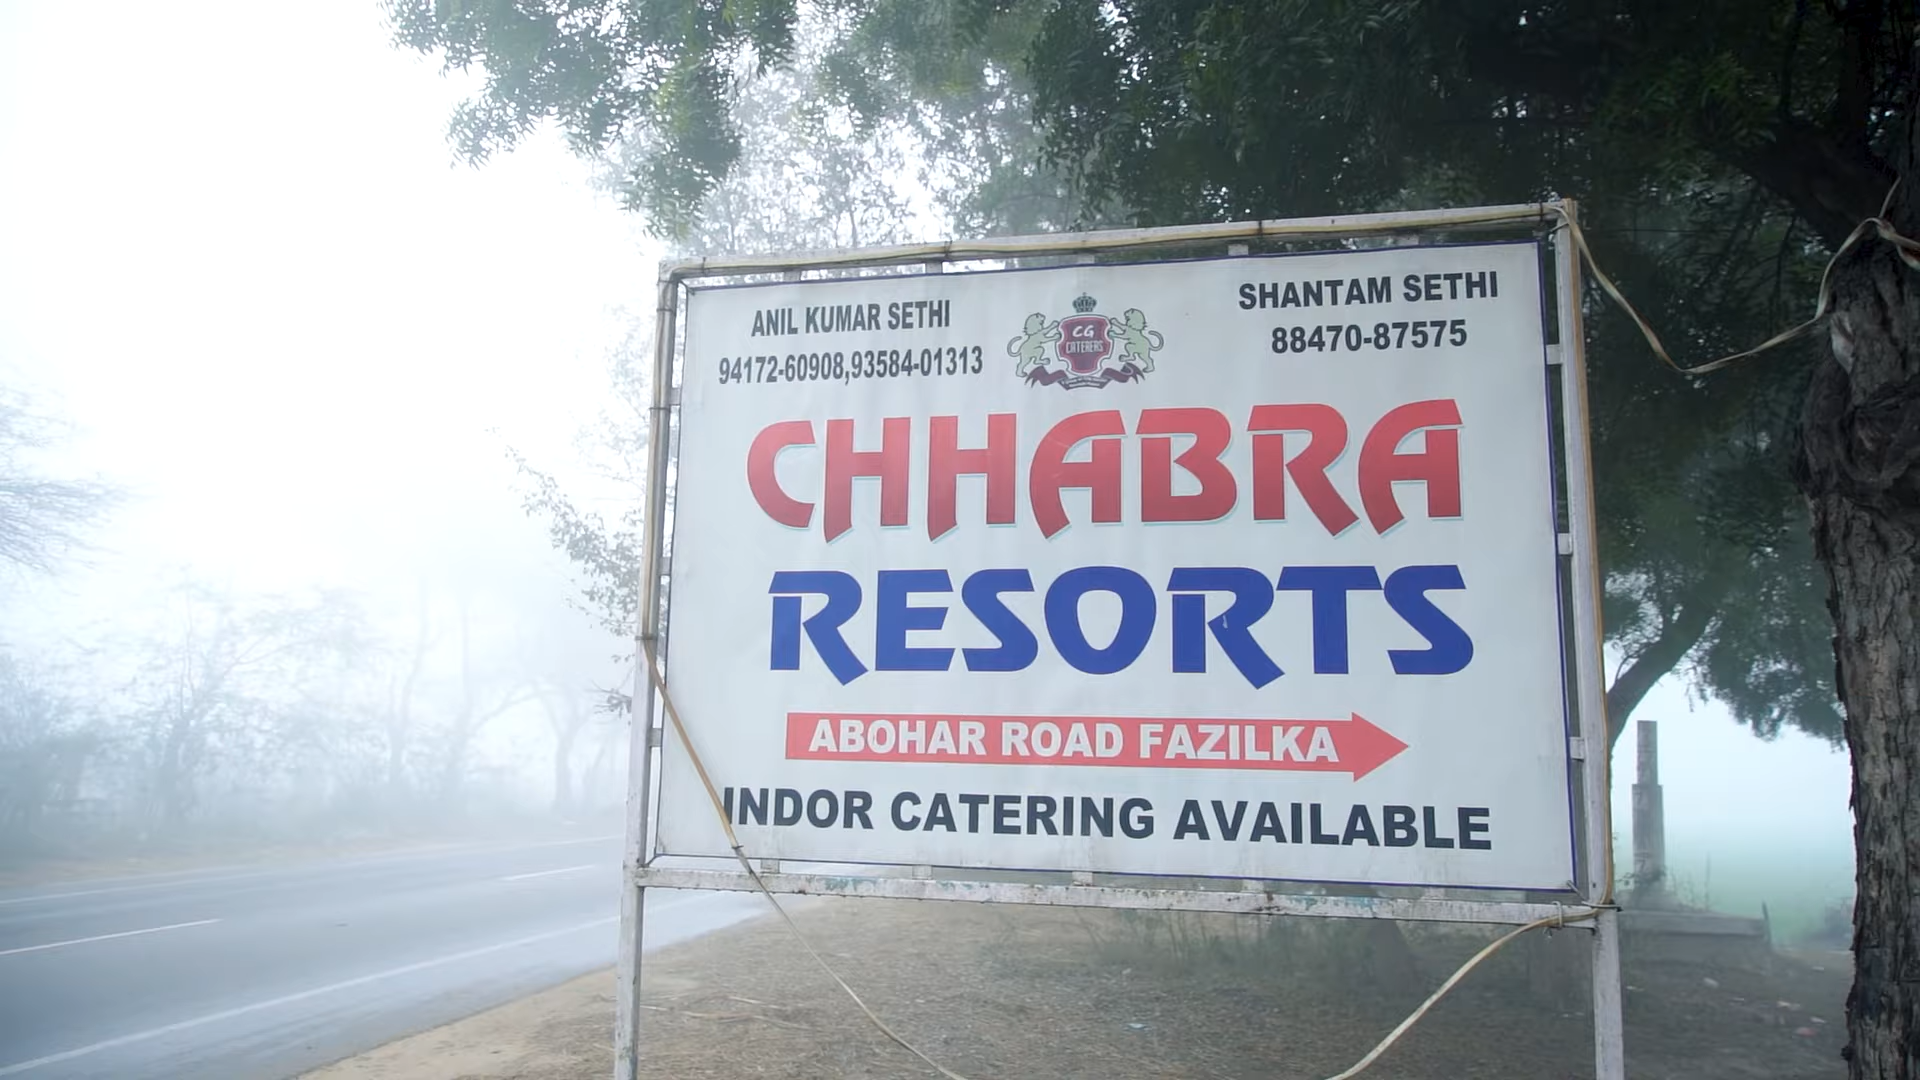 ANIL KUMAR SETHI
94172-60908,93584-01313
CG
CATERERS
SHANTAM SETHI
88470-87575
CHHABRA
RESORTS
ABOHAR ROAD FAZILKA
INDOR CATERING AVAILABLE